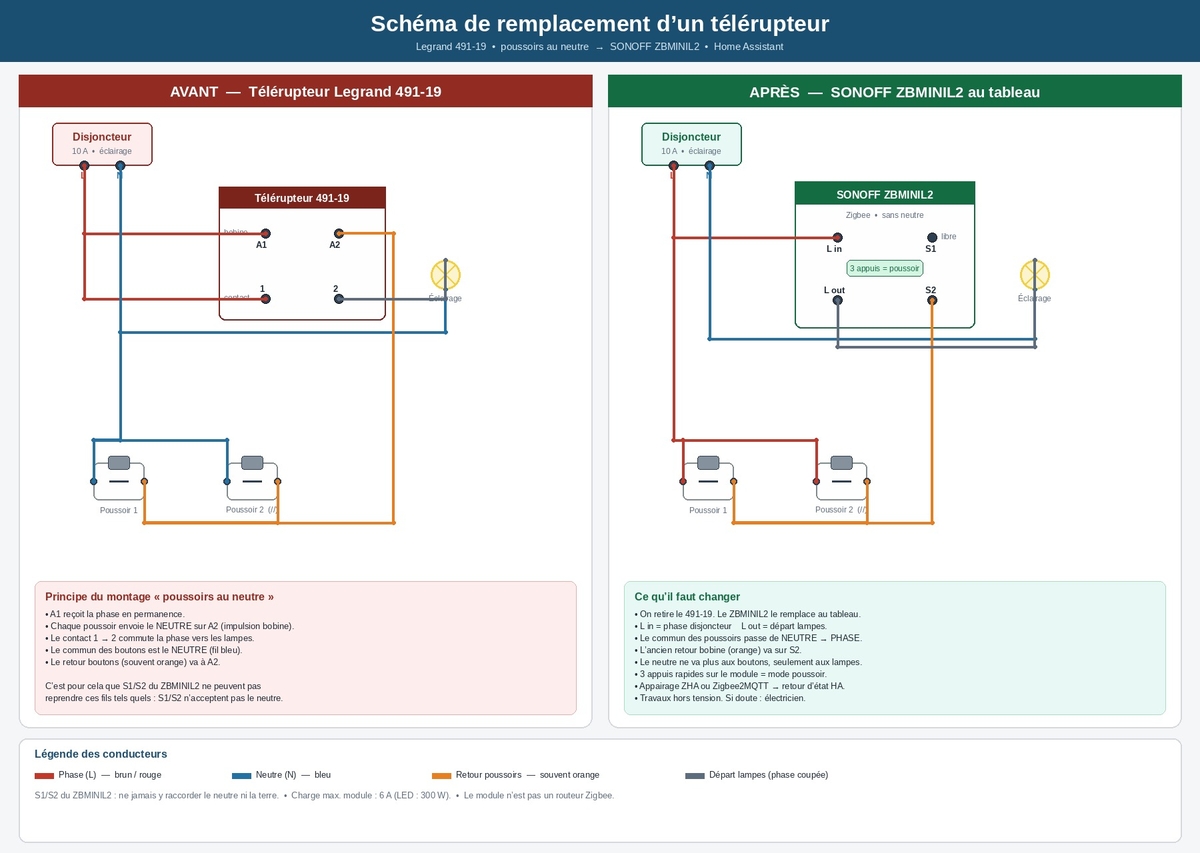 Schéma de remplacement d’un télérupteur
Legrand 491-19 • poussoirs au neutre → SONOFF ZBMINIL2 • Home Assistant
AVANT — Télérupteur Legrand 491-19
Disjoncteur
10 A • éclairage
L
N
Télérupteur 491-19
bobine
A1
A2
1
2
contact
Éclairage
Poussoir 1
Poussoir 2 (//)
Principe du montage « poussoirs au neutre »
• A1 reçoit la phase en permanence.
• Chaque poussoir envoie le NEUTRE sur A2 (impulsion bobine).
• Le contact 1 → 2 commute la phase vers les lampes.
• Le commun des boutons est le NEUTRE (fil bleu).
• Le retour boutons (souvent orange) va à A2.
C’est pour cela que S1/S2 du ZBMINIL2 ne peuvent pas
reprendre ces fils tels quels : S1/S2 n’acceptent pas le neutre.
APRÈS — SONOFF ZBMINIL2 au tableau
Disjoncteur
10 A • éclairage
L
N
SONOFF ZBMINIL2
Zigbee • sans neutre
L in
S1
libre
3 appuis = poussoir
L out
S2
Éclairage
Poussoir 1
Poussoir 2 (//)
Ce qu’il faut changer
• On retire le 491-19. Le ZBMINIL2 le remplace au tableau.
• L in = phase disjoncteur L out = départ lampes.
• Le commun des poussoirs passe de NEUTRE → PHASE.
• L’ancien retour bobine (orange) va sur S2.
• Le neutre ne va plus aux boutons, seulement aux lampes.
• 3 appuis rapides sur le module = mode poussoir.
• Appairage ZHA ou Zigbee2MQTT → retour d’état HA.
• Travaux hors tension. Si doute : électricien.
Légende des conducteurs
Phase (L) — brun / rouge
Neutre (N) — bleu
Retour poussoirs — souvent orange
Départ lampes (phase coupée)
S1/S2 du ZBMINIL2 : ne jamais y raccorder le neutre ni la terre. • Charge max. module : 6 A (LED : 300 W). • Le module n’est pas un routeur Zigbee.